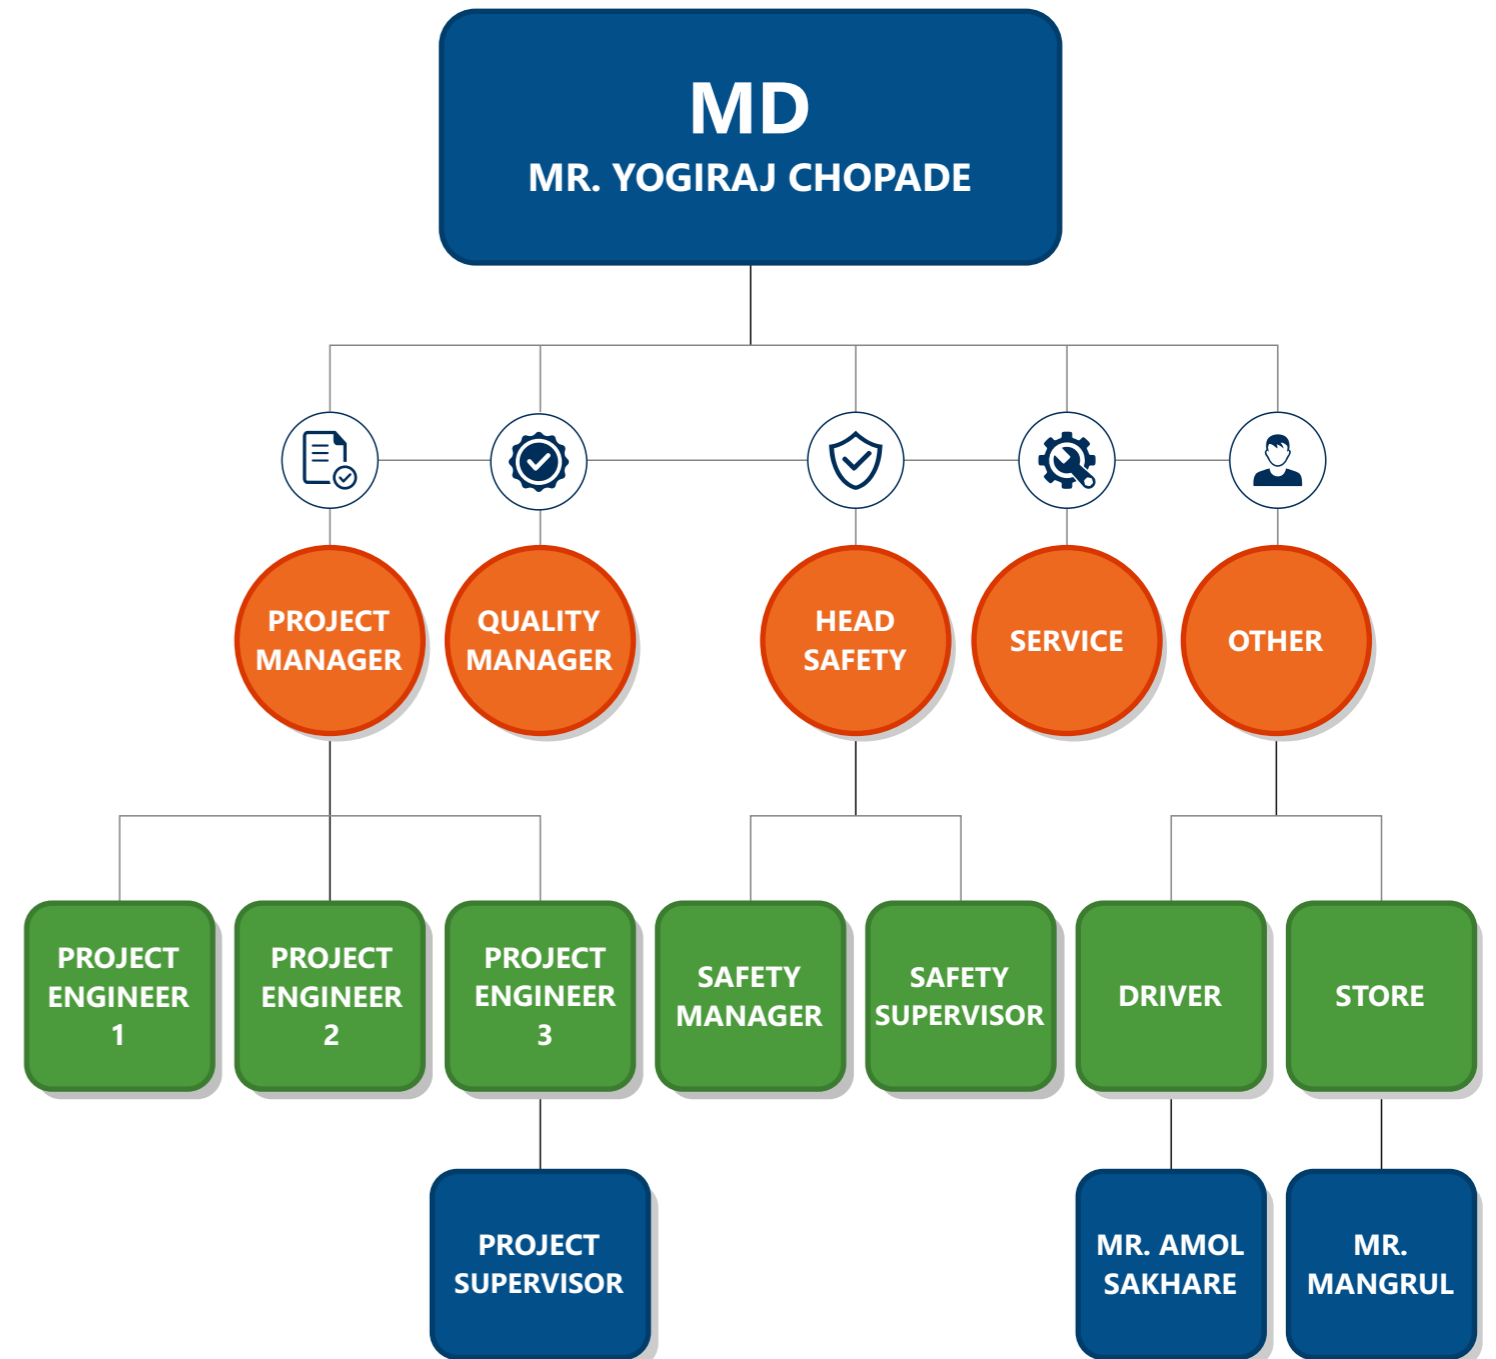 MD
MR. YOGIRAJ CHOPADE
PROJECT
MANAGER
QUALITY
MANAGER
HEAD
SAFETY
SERVICE
OTHER
PROJECT
ENGINEER
1
PROJECT
ENGINEER
2
PROJECT
ENGINEER
3
SAFETY
MANAGER
SAFETY
SUPERVISOR
DRIVER
STORE
PROJECT
SUPERVISOR
MR. AMOL
SAKHARE
MR.
MANGRUL